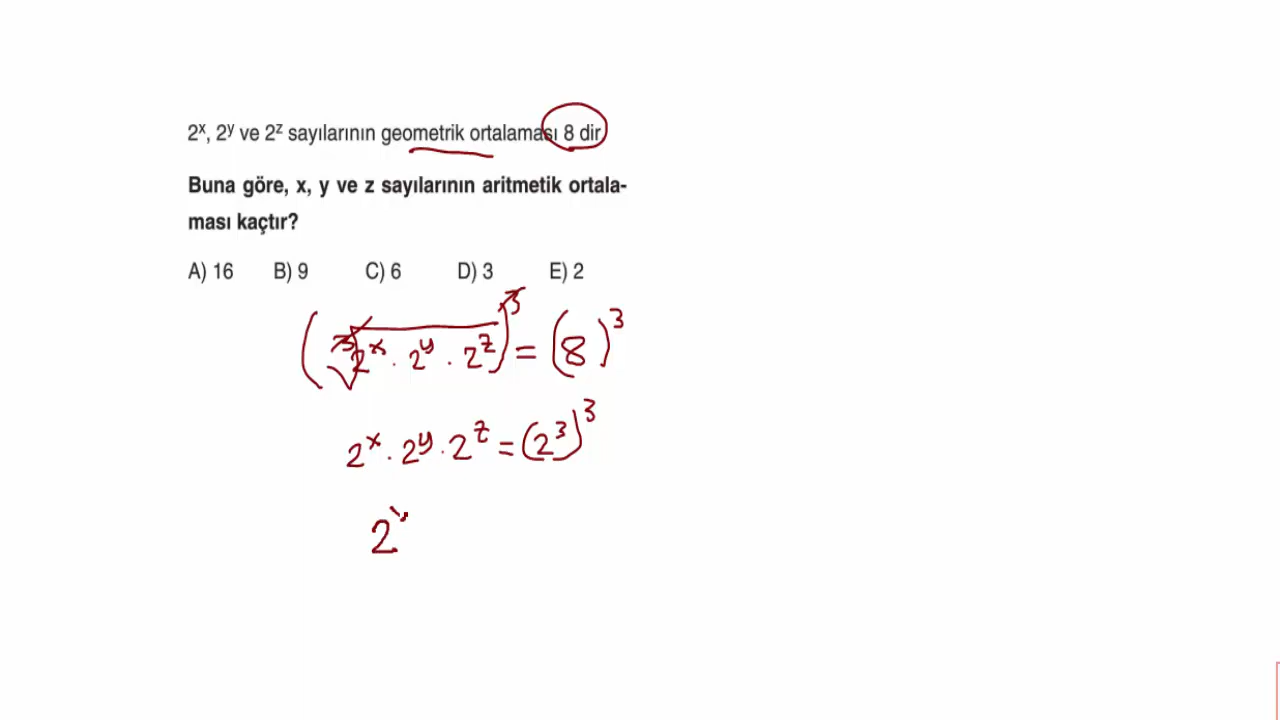 2ˣ, 2ʸ ve 2ᶻ sayılarının geometrik ortalaması 8 dir
Buna göre, x, y ve z sayılarının aritmetik ortala-
ması kaçtır?
A) 16 B) 9 C) 6 D) 3 E) 2
(∛(2ˣ · 2ʸ · 2ᶻ))³ = (8)³
2ˣ · 2ʸ · 2ᶻ = (2³)³
2